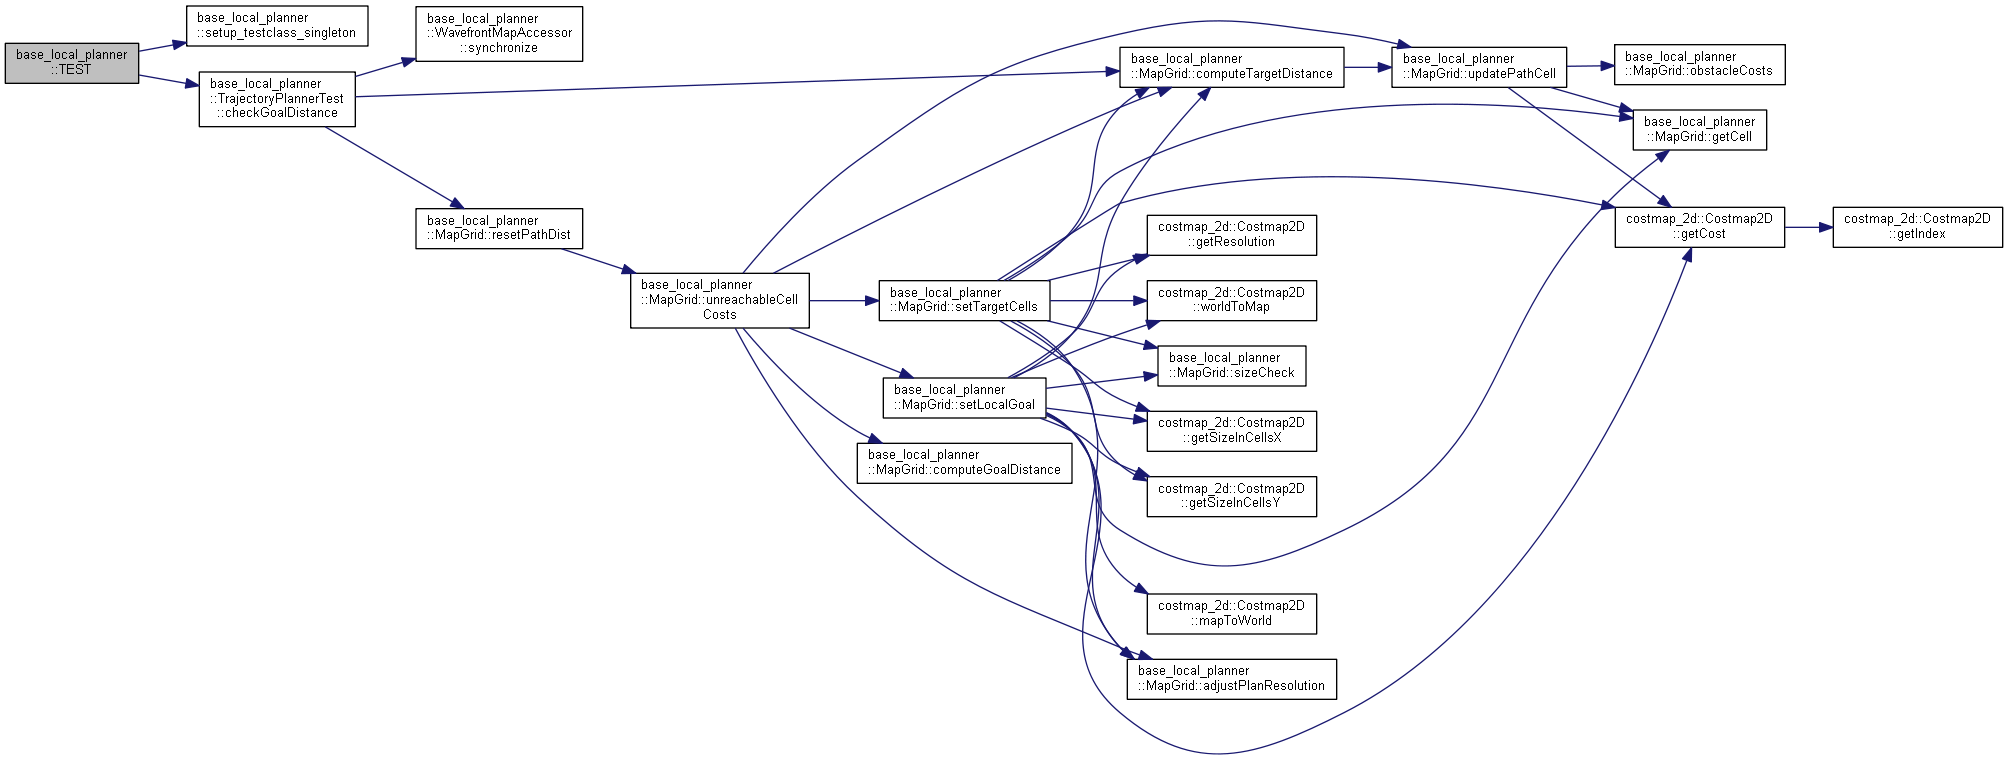 base_local_planner
::TEST
base_local_planner
::setup_testclass_singleton
base_local_planner
::TrajectoryPlannerTest
::checkGoalDistance
base_local_planner
::WavefrontMapAccessor
::synchronize
base_local_planner
::MapGrid::resetPathDist
base_local_planner
::MapGrid::unreachableCell
Costs
base_local_planner
::MapGrid::setTargetCells
base_local_planner
::MapGrid::setLocalGoal
base_local_planner
::MapGrid::computeGoalDistance
base_local_planner
::MapGrid::computeTargetDistance
costmap_2d::Costmap2D
::getResolution
costmap_2d::Costmap2D
::worldToMap
base_local_planner
::MapGrid::sizeCheck
costmap_2d::Costmap2D
::getSizeInCellsX
costmap_2d::Costmap2D
::getSizeInCellsY
costmap_2d::Costmap2D
::mapToWorld
base_local_planner
::MapGrid::adjustPlanResolution
base_local_planner
::MapGrid::updatePathCell
base_local_planner
::MapGrid::obstacleCosts
base_local_planner
::MapGrid::getCell
costmap_2d::Costmap2D
::getCost
costmap_2d::Costmap2D
::getIndex